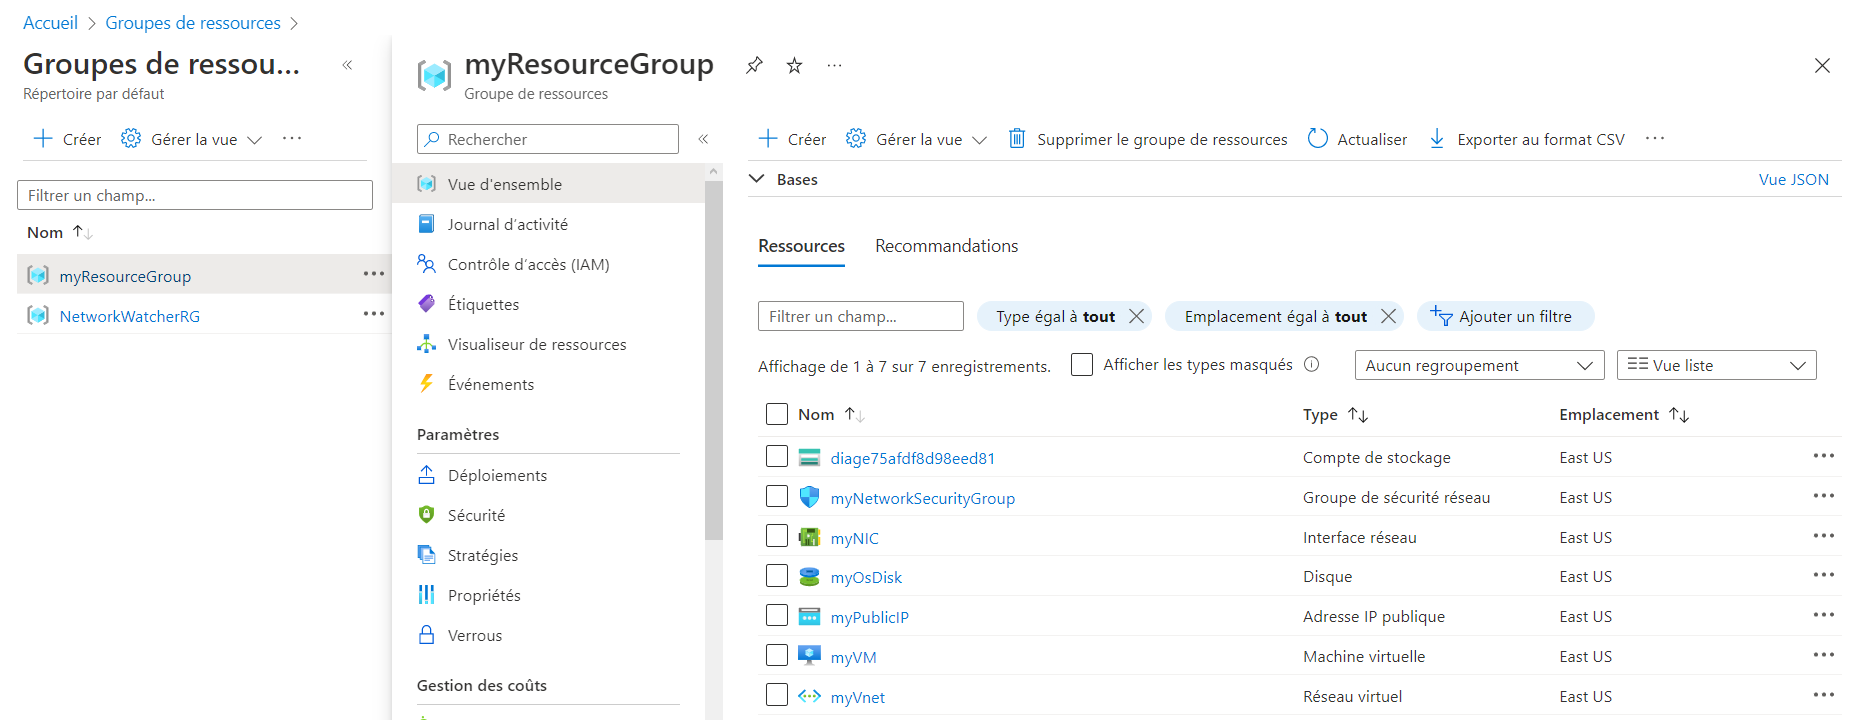 Accueil > Groupes de ressources >
Groupes de ressou...
Répertoire par défaut
Créer
Gérer la vue
Filtrer un champ...
Nom
myResourceGroup
NetworkWatcherRG
myResourceGroup
Groupe de ressources
Rechercher
Vue d'ensemble
Journal d’activité
Contrôle d’accès (IAM)
Étiquettes
Visualiseur de ressources
Événements
Paramètres
Déploiements
Sécurité
Stratégies
Propriétés
Verrous
Gestion des coûts
Créer
Gérer la vue
Supprimer le groupe de ressources
Actualiser
Exporter au format CSV
Bases
Vue JSON
Ressources
Recommandations
Filtrer un champ...
Type égal à tout
Emplacement égal à tout
Ajouter un filtre
Affichage de 1 à 7 sur 7 enregistrements.
Afficher les types masqués
Aucun regroupement
Vue liste
Nom Type Emplacement
diage75afdf8d98eed81 Compte de stockage East US
myNetworkSecurityGroup Groupe de sécurité réseau East US
myNIC Interface réseau East US
myOsDisk Disque East US
myPublicIP Adresse IP publique East US
myVM Machine virtuelle East US
myVnet Réseau virtuel East US